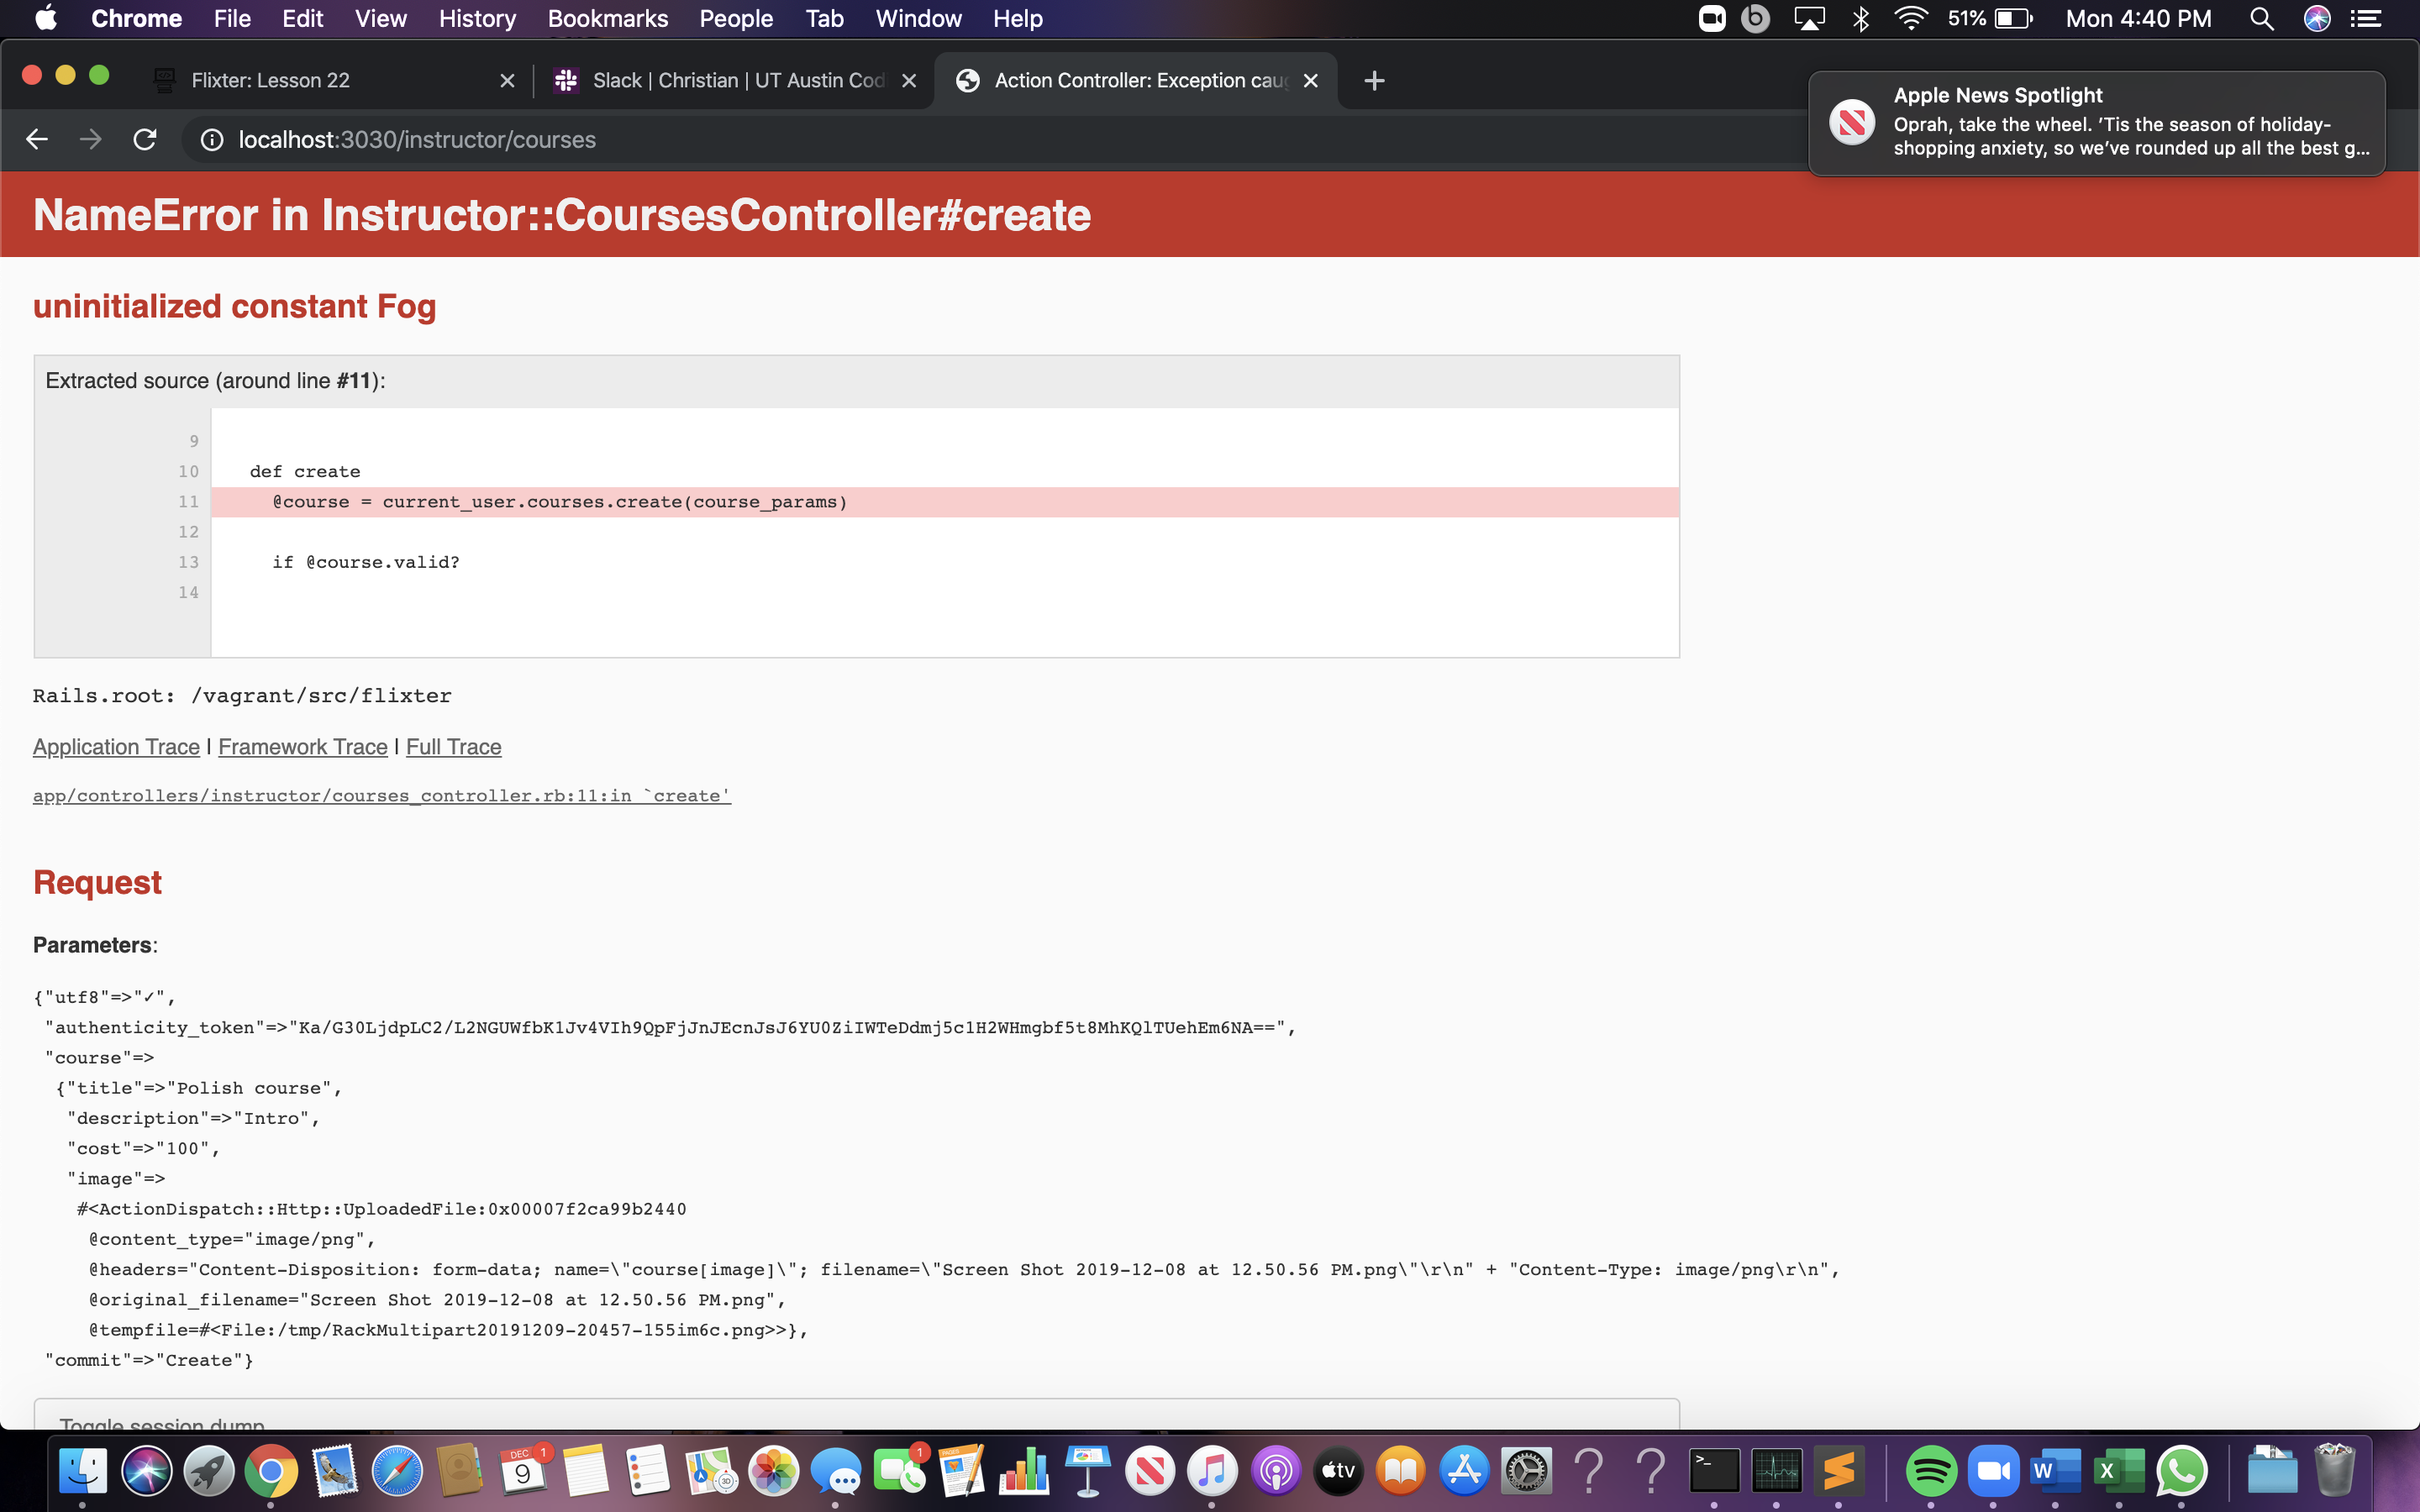 Chrome File Edit View History Bookmarks People Tab Window Help 51% Mon 4:40 PM
Flixter: Lesson 22 Slack | Christian | UT Austin Cod Action Controller: Exception cau
localhost:3030/instructor/courses
Apple News Spotlight
Oprah, take the wheel. ’Tis the season of holiday-
shopping anxiety, so we’ve rounded up all the best g...
NameError in Instructor::CoursesController#create
uninitialized constant Fog
Extracted source (around line #11):
9
10 def create
11 @course = current_user.courses.create(course_params)
12
13 if @course.valid?
14
Rails.root: /vagrant/src/flixter
Application Trace | Framework Trace | Full Trace
app/controllers/instructor/courses_controller.rb:11:in `create'
Request
Parameters:
{"utf8"=>"✓",
"authenticity_token"=>"Ka/G30LjdpLC2/L2NGUWfbK1Jv4VIh9QpFjJnJEcnJsJ6YU0ZiIWTeDdmj5c1H2WHmgbf5t8MhKQlTUehEm6NA==",
"course"=>
{"title"=>"Polish course",
"description"=>"Intro",
"cost"=>"100",
"image"=>
#<ActionDispatch::Http::UploadedFile:0x00007f2ca99b2440
@content_type="image/png",
@headers="Content-Disposition: form-data; name=\"course[image]\"; filename=\"Screen Shot 2019-12-08 at 12.50.56 PM.png\"\r\n" + "Content-Type: image/png\r\n",
@original_filename="Screen Shot 2019-12-08 at 12.50.56 PM.png",
@tempfile=#<File:/tmp/RackMultipart20191209-20457-155im6c.png>>},
"commit"=>"Create"}
Toggle session dump
DEC 1
9
1
PAGES
3D
tv
>_
W
X